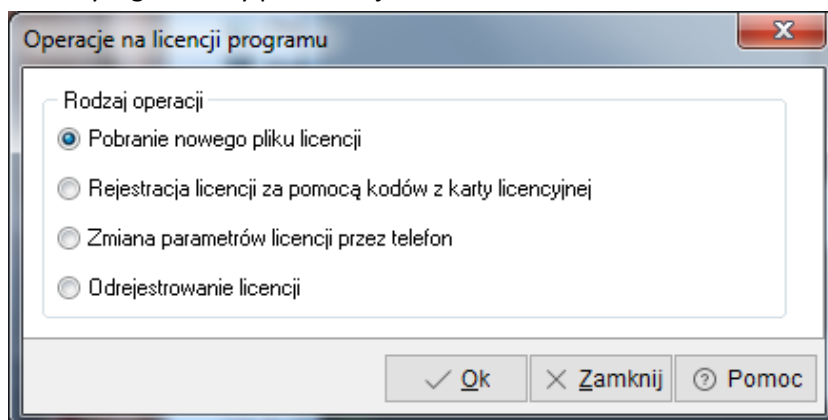 Operacje na licencji programu
Rodzaj operacji
Pobranie nowego pliku licencji
Rejestracja licencji za pomocą kodów z karty licencyjnej
Zmiana parametrów licencji przez telefon
Odrejestrowanie licencji
Ok Zamknij Pomoc